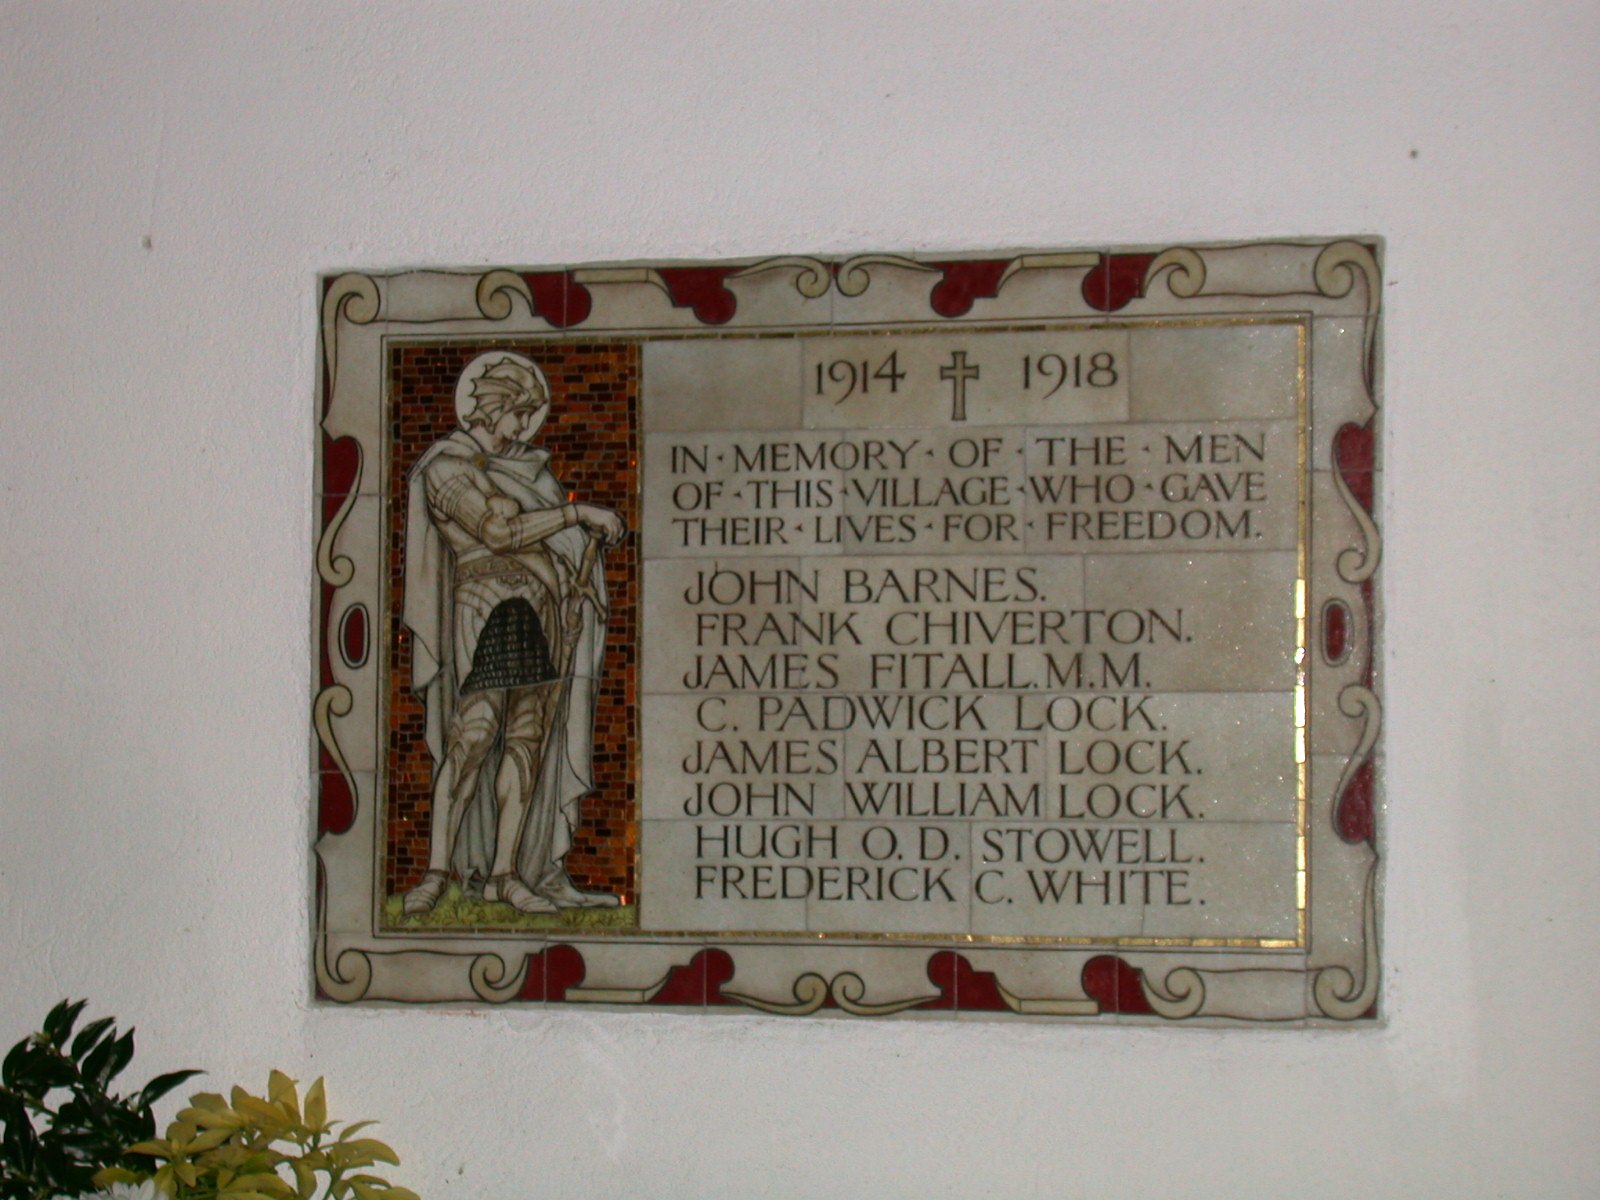 1914 ✝ 1918
IN · MEMORY · OF · THE · MEN
OF · THIS · VILLAGE · WHO · GAVE
THEIR · LIVES · FOR · FREEDOM.
JOHN BARNES.
FRANK CHIVERTON.
JAMES FITALL.M.M.
C. PADWICK LOCK.
JAMES ALBERT LOCK.
JOHN WILLIAM LOCK.
HUGH O. D. STOWELL.
FREDERICK C. WHITE.